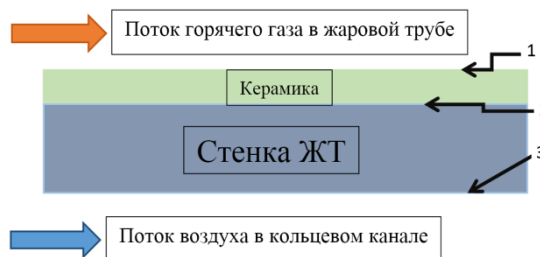 Поток горячего газа в жаровой трубе
1
Керамика
Стенка ЖТ
3
Поток воздуха в кольцевом канале